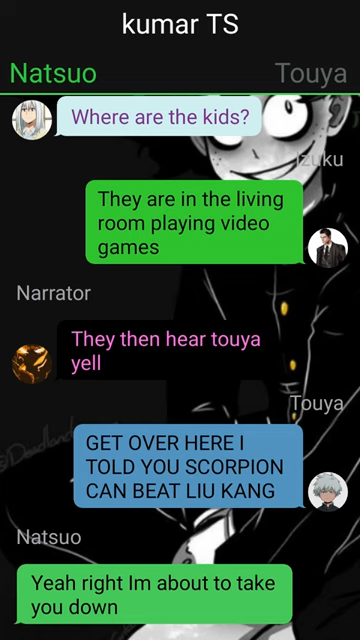 kumar TS
Natsuo
Touya
Where are the kids?
Izuku
They are in the living
room playing video
games
Narrator
They then hear touya
yell
Touya
GET OVER HERE I
TOLD YOU SCORPION
CAN BEAT LIU KANG
Natsuo
Yeah right Im about to take
you down